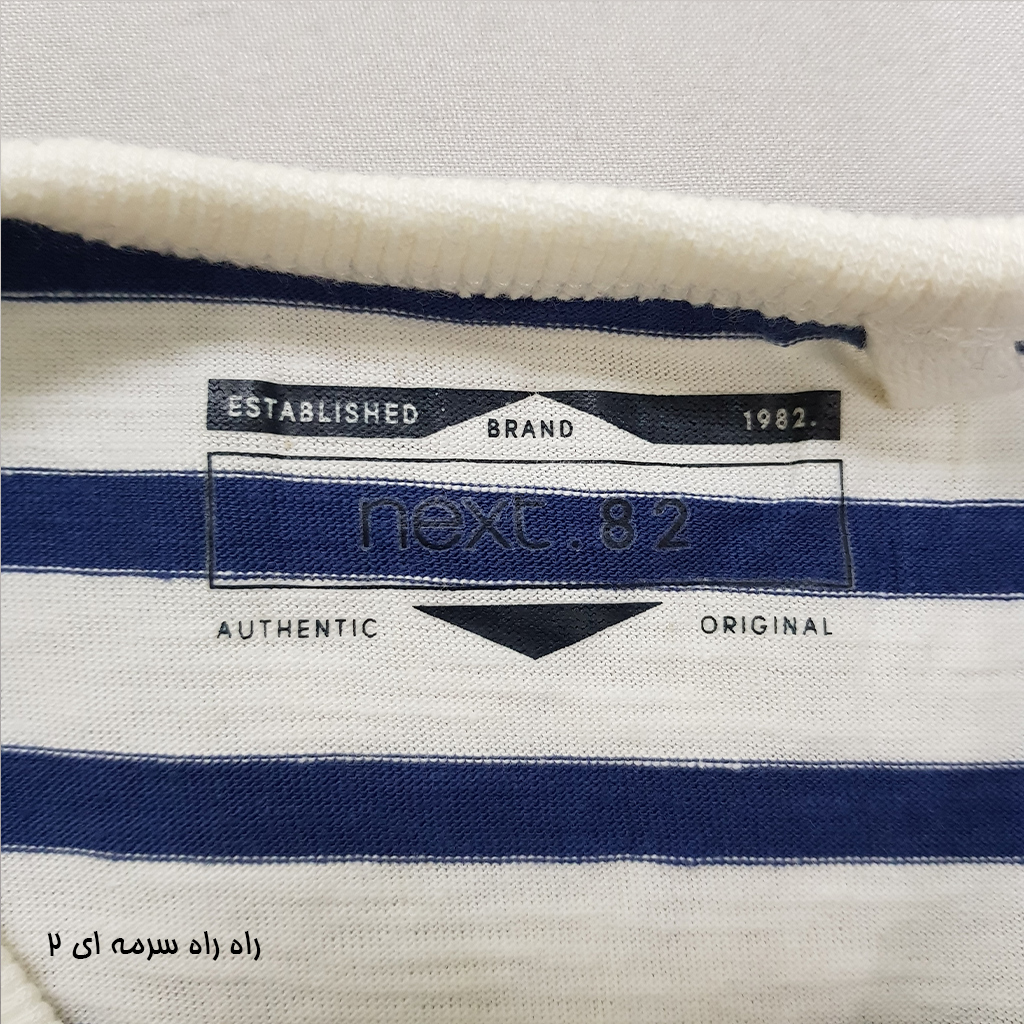 ESTABLISHED BRAND 1982.
next.82
AUTHENTIC ORIGINAL
راه راه سرمه ای ۲